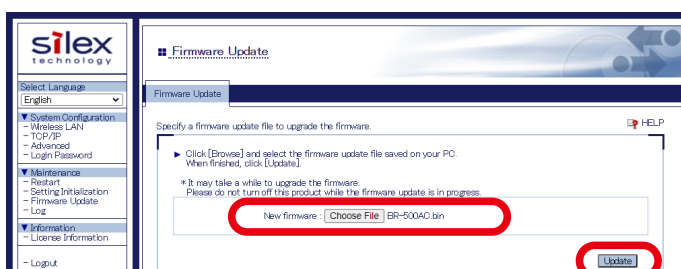 silex
technology
Firmware Update
Select Language
English
Firmware Update
▼ System Configuration
- Wireless LAN
- TCP/IP
- Advanced
- Login Password
Specify a firmware update file to upgrade the firmware.
HELP
► Click [Browse] and select the firmware update file saved on your PC.
When finished, click [Update].
▼ Maintenance
- Restart
- Setting Initialization
- Firmware Update
- Log
* It may take a while to upgrade the firmware.
Please do not turn off this product while the firmware update is in progress.
New firmware : Choose File BR-500AC.bin
▼ Information
- License Information
- Logout
Update